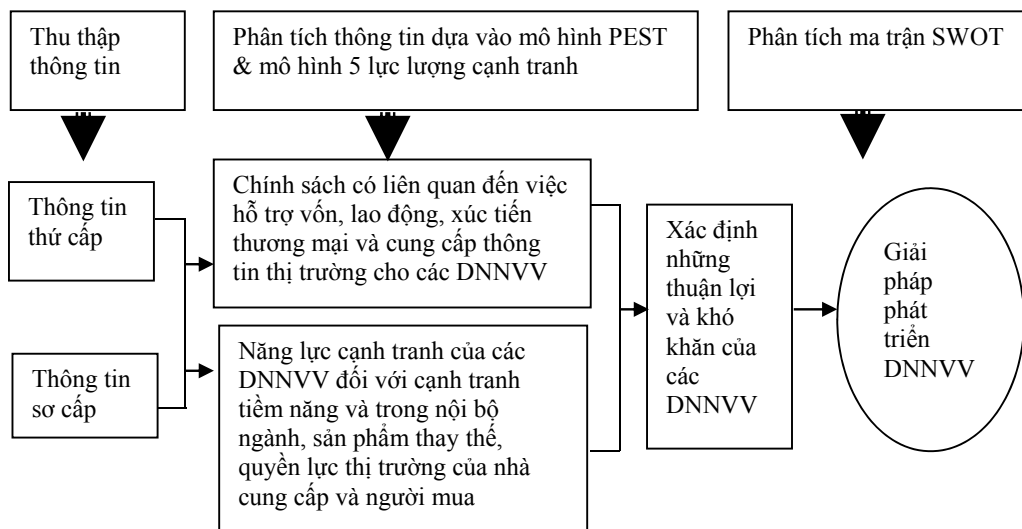 Thu thập
thông tin
Phân tích thông tin dựa vào mô hình PEST
& mô hình 5 lực lượng cạnh tranh
Phân tích ma trận SWOT
Thông tin
thứ cấp
Thông tin
sơ cấp
Chính sách có liên quan đến việc
hỗ trợ vốn, lao động, xúc tiến
thương mại và cung cấp thông
tin thị trường cho các DNNVV
Năng lực cạnh tranh của các
DNNVV đối với cạnh tranh
tiềm năng và trong nội bộ
ngành, sản phẩm thay thế,
quyền lực thị trường của nhà
cung cấp và người mua
Xác định
những
thuận lợi
và khó
khăn của
các
DNNVV
Giải
pháp
phát
triển
DNNVV